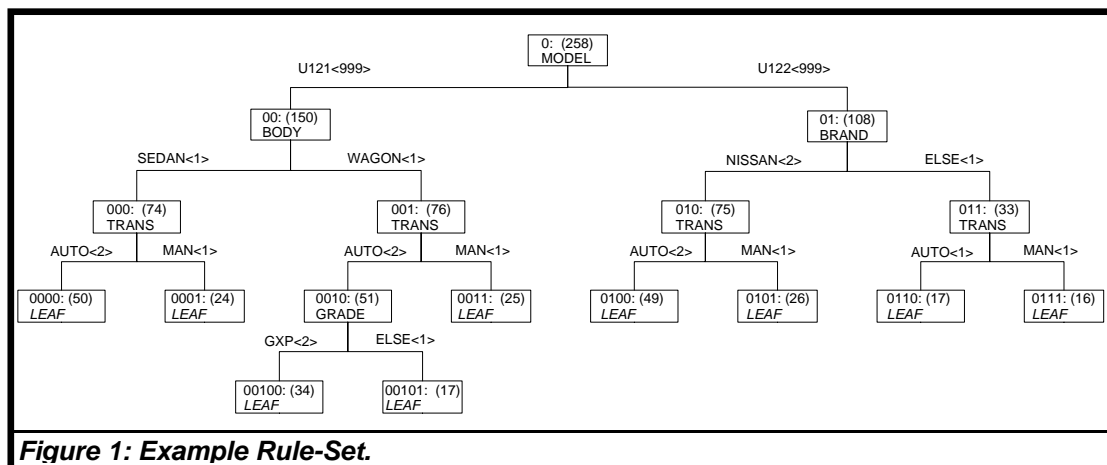 0: (258)
MODEL
U121<999>
U122<999>
00: (150)
BODY
01: (108)
BRAND
SEDAN<1>
WAGON<1>
NISSAN<2>
ELSE<1>
000: (74)
TRANS
001: (76)
TRANS
010: (75)
TRANS
011: (33)
TRANS
AUTO<2>
MAN<1>
AUTO<2>
MAN<1>
AUTO<2>
MAN<1>
AUTO<1>
MAN<1>
0000: (50)
LEAF
0001: (24)
LEAF
0010: (51)
GRADE
0011: (25)
LEAF
0100: (49)
LEAF
0101: (26)
LEAF
0110: (17)
LEAF
0111: (16)
LEAF
GXP<2>
ELSE<1>
00100: (34)
LEAF
00101: (17)
LEAF
Figure 1: Example Rule-Set.